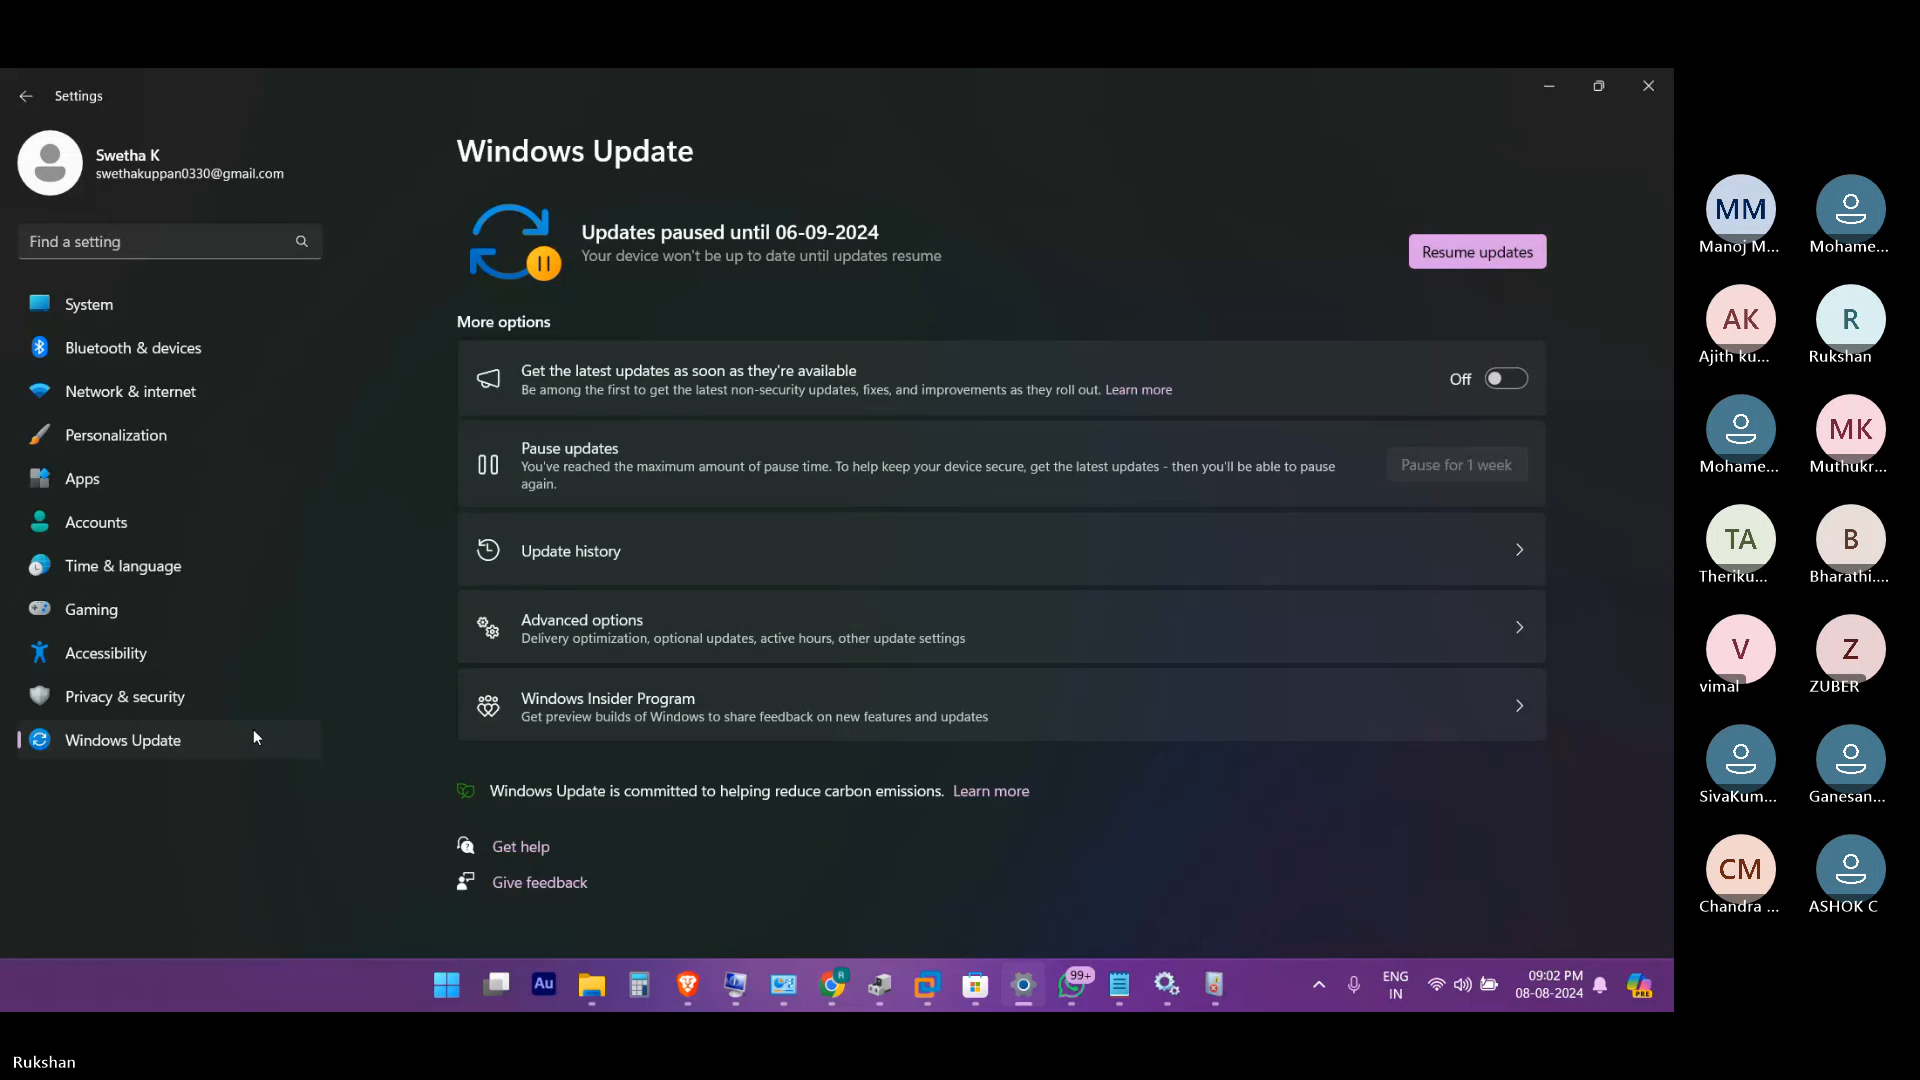 Settings
Swetha K
swethakuppan0330@gmail.com
Find a setting
System
Bluetooth & devices
Network & internet
Personalization
Apps
Accounts
Time & language
Gaming
Accessibility
Privacy & security
Windows Update
Windows Update
Updates paused until 06-09-2024
Your device won't be up to date until updates resume
Resume updates
More options
Get the latest updates as soon as they're available
Be among the first to get the latest non-security updates, fixes, and improvements as they roll out. Learn more
Off
Pause updates
You've reached the maximum amount of pause time. To help keep your device secure, get the latest updates - then you'll be able to pause
again.
Pause for 1 week
Update history
Advanced options
Delivery optimization, optional updates, active hours, other update settings
Windows Insider Program
Get preview builds of Windows to share feedback on new features and updates
Windows Update is committed to helping reduce carbon emissions. Learn more
Get help
Give feedback
Au
R
99+
ENG
IN
09:02 PM
08-08-2024
PRE
MM
Manoj M...
Mohame...
AK
Ajith ku...
R
Rukshan
Mohame...
MK
Muthukr...
TA
Theriku...
B
Bharathi....
V
vimal
Z
ZUBER
SivaKum...
Ganesan...
CM
Chandra ...
ASHOK C
Rukshan